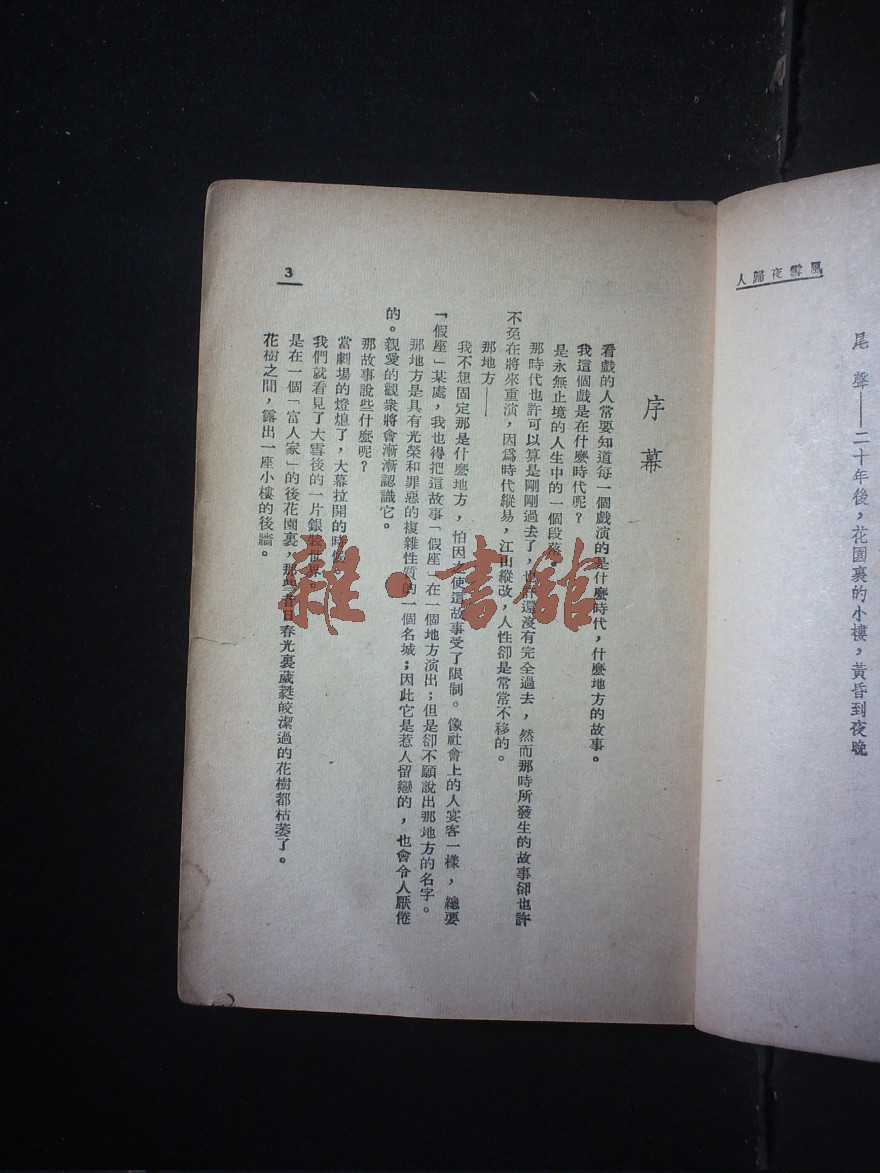 風雪夜歸人
尾聲——二十年後，花園裏的小樓，黃昏到夜晚
3
序幕
看戲的人常要知道每一個戲演的是什麼時代，什麼地方的故事。
我這個戲是在什麼時代呢？
是永無止境的人生中的一個段落。
那時代也許可以算是剛剛過去了，也許還沒有完全過去，然而那時所發生的故事卻也許
不免在將來重演，因爲時代縱易，江山縱改，人性卻是常常不移的。
那地方——
我不想固定那是什麼地方，怕因爲使這故事受了限制。像社會上的人宴客一樣，總要
「假座」某處，我也得把這故事「假座」在一個地方演出；但是卻不願說出那地方的名字。
那地方是具有光榮和罪惡的複雜性質的一個名城；因此它是惹人留戀的，也會令人厭倦
的。親愛的觀衆將會漸漸認識它。
那故事說些什麼呢？
當劇場的燈熄了，大幕拉開的時候。
我們就看見了大雪後的一片銀裝世界。
是在一個「富人家」的後花園裏，那些昔日春光裏葳蕤皎潔過的花樹都枯萎了。
花樹之間，露出一座小樓的後牆。
雜·書館